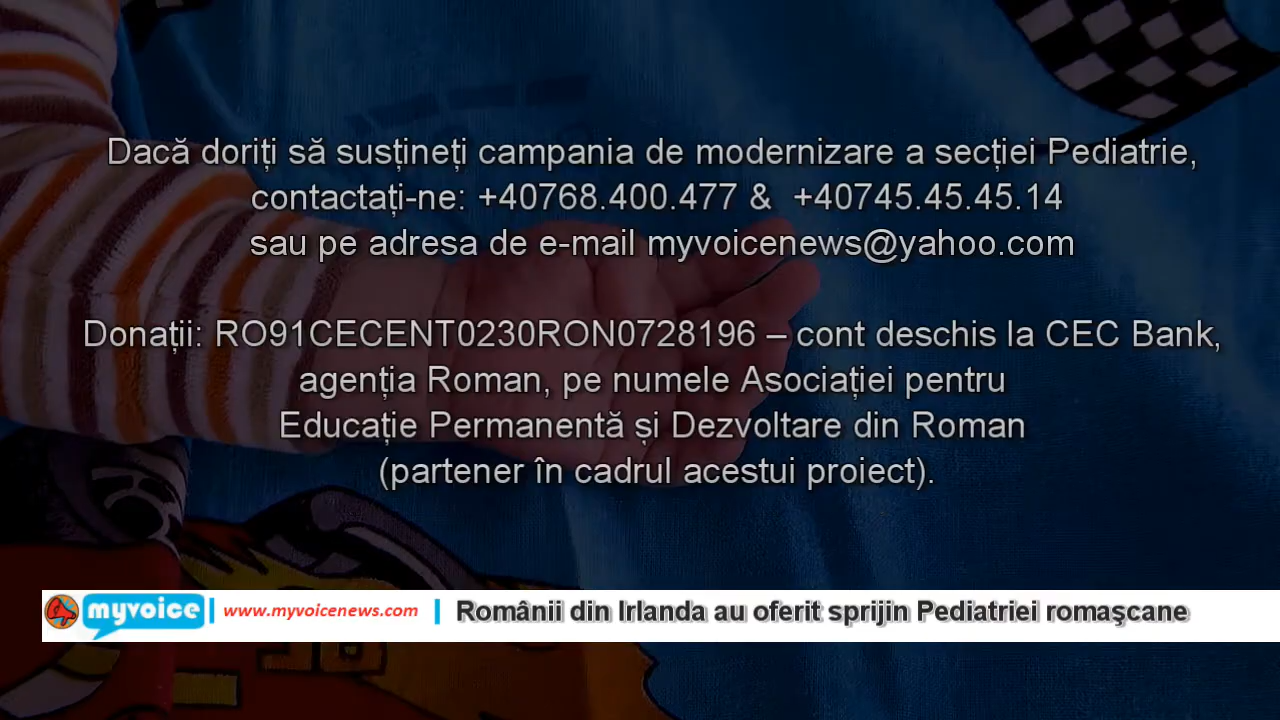 Dacă doriți să susțineți campania de modernizare a secției Pediatrie,
contactați-ne: +40768.400.477 & +40745.45.45.14
sau pe adresa de e-mail myvoicenews@yahoo.com
Donații: RO91CECENT0230RON0728196 – cont deschis la CEC Bank,
agenția Roman, pe numele Asociației pentru
Educație Permanentă și Dezvoltare din Roman
(partener în cadrul acestui proiect).
myvoice | www.myvoicenews.com | Românii din Irlanda au oferit sprijin Pediatriei romaşcane